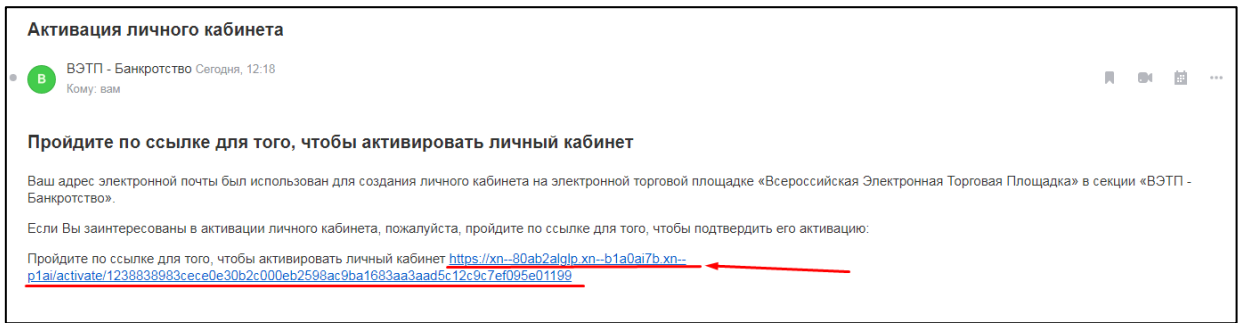 Активация личного кабинета
В
ВЭТП - Банкротство Сегодня, 12:18
Кому: вам
Пройдите по ссылке для того, чтобы активировать личный кабинет
Ваш адрес электронной почты был использован для создания личного кабинета на электронной торговой площадке «Всероссийская Электронная Торговая Площадка» в секции «ВЭТП -
Банкротство».
Если Вы заинтересованы в активации личного кабинета, пожалуйста, пройдите по ссылке для того, чтобы подтвердить его активацию:
Пройдите по ссылке для того, чтобы активировать личный кабинет https://xn--80ab2alglp.xn--b1a0ai7b.xn--
p1ai/activate/1238838983cece0e30b2c000eb2598ac9ba1683aa3aad5c12c9c7ef095e01199